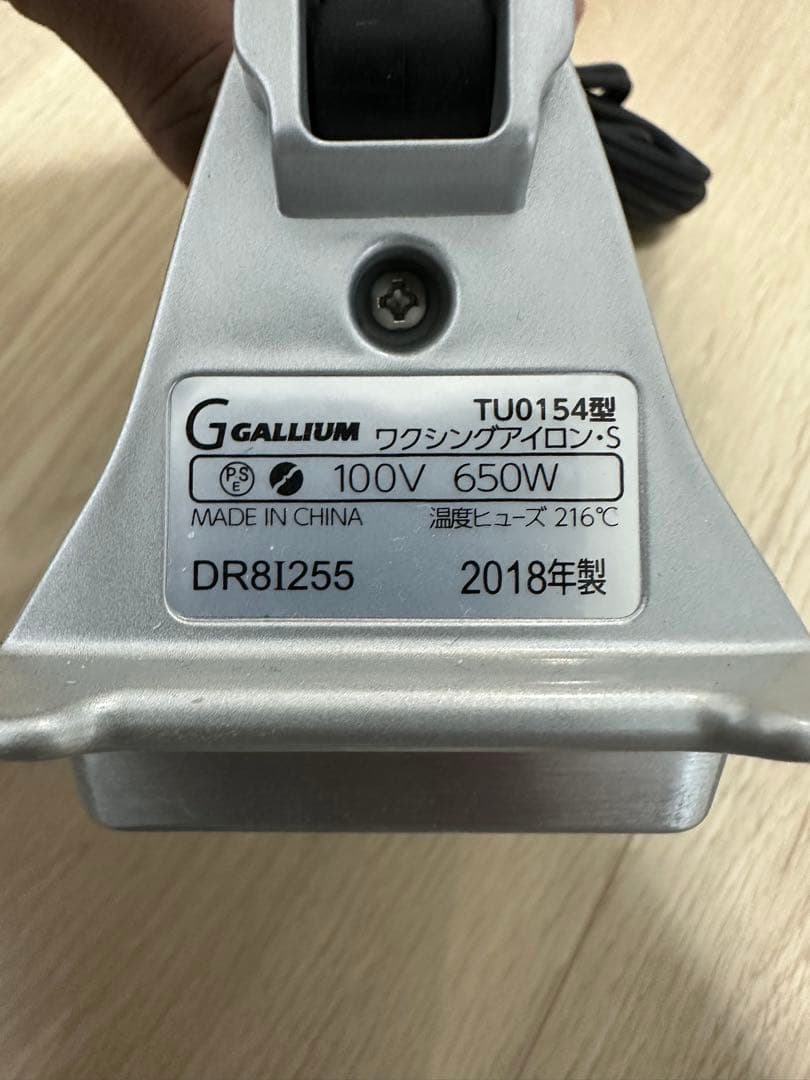 G GALLIUM
TU0154型
ワクシングアイロン・S
PSE 100V 650W
MADE IN CHINA 温度ヒューズ 216℃
DR8I255 2018年製